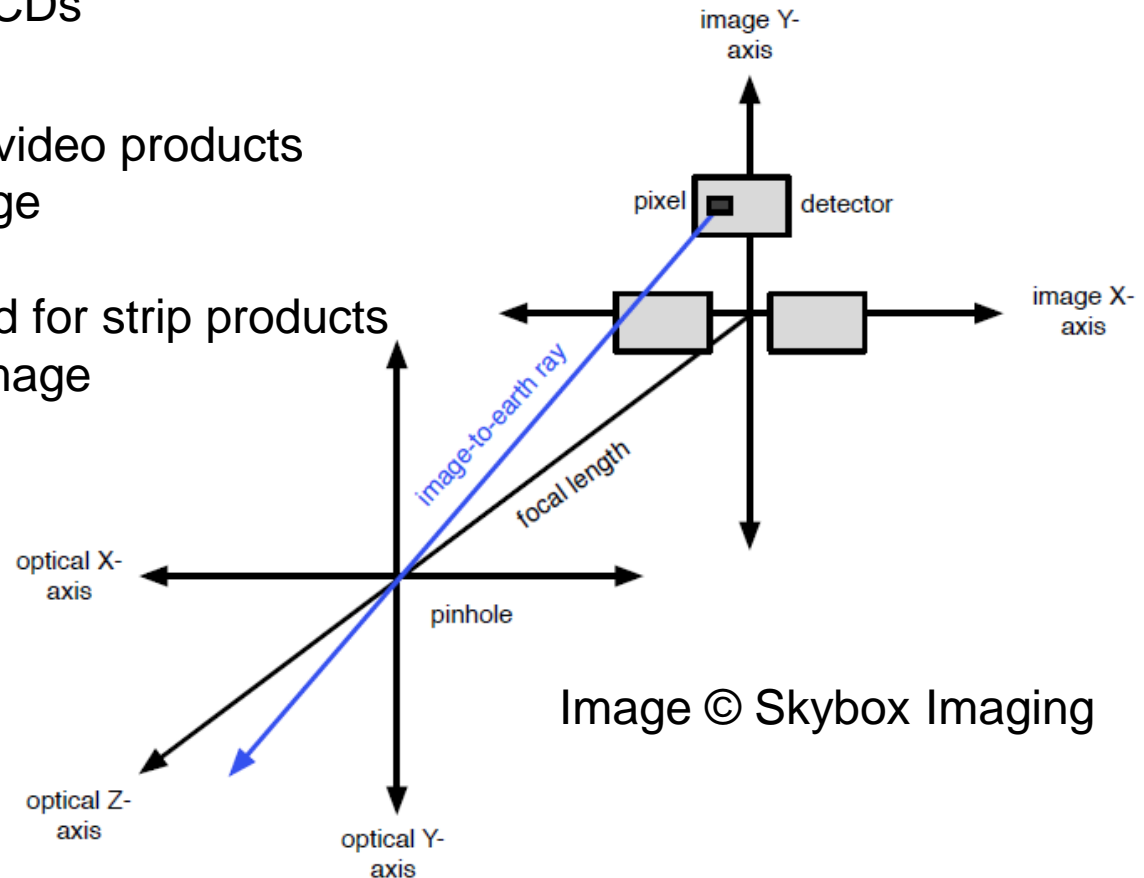 CDs
video products
ge
d for strip products
nage
image Y-
axis
pixel
detector
image X-
axis
image-to-earth ray
focal length
optical X-
axis
pinhole
Image © Skybox Imaging
optical Z-
axis
optical Y-
axis